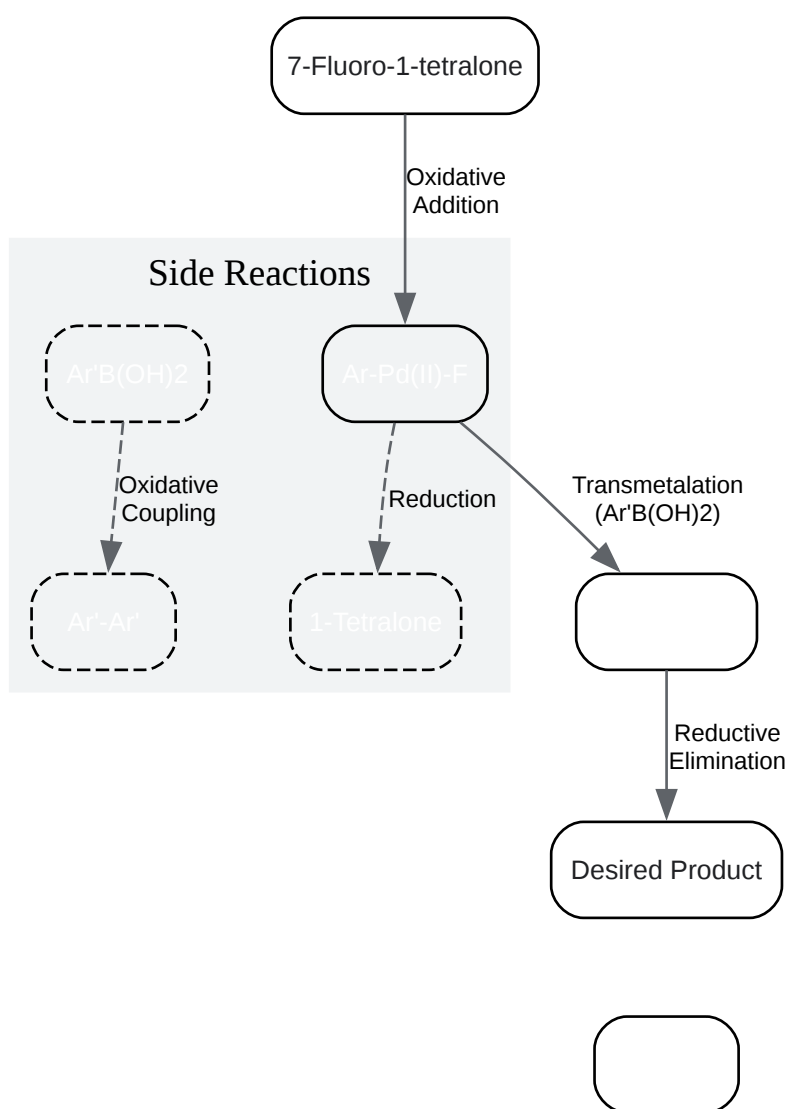 7-Fluoro-1-tetralone
Oxidative
Addition
Side Reactions
Ar'B(OH)2
Ar-Pd(II)-F
Oxidative
Coupling
Reduction
Transmetalation
(Ar'B(OH)2)
Ar'-Ar'
1-Tetralone
Reductive
Elimination
Desired Product